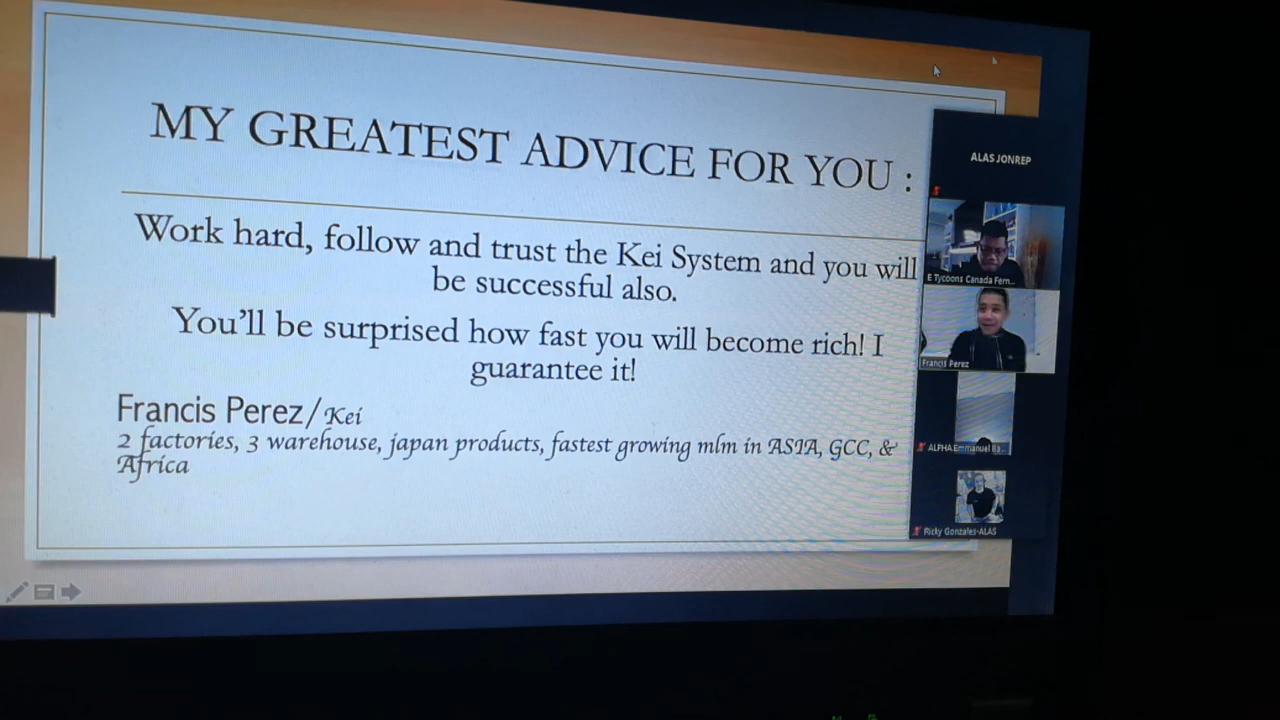 MY GREATEST ADVICE FOR YOU :
Work hard, follow and trust the Kei System and you will
be successful also.
You'll be surprised how fast you will become rich! I
guarantee it!
Francis Perez/Kei
2 factories, 3 warehouse, japan products, fastest growing mlm in ASIA, GCC, &
Africa
ALAS JONREP
E Tycoons Canada Fern...
Francis Perez
ALPHA Emmanuel Ba...
Ricky Gonzales-ALAS